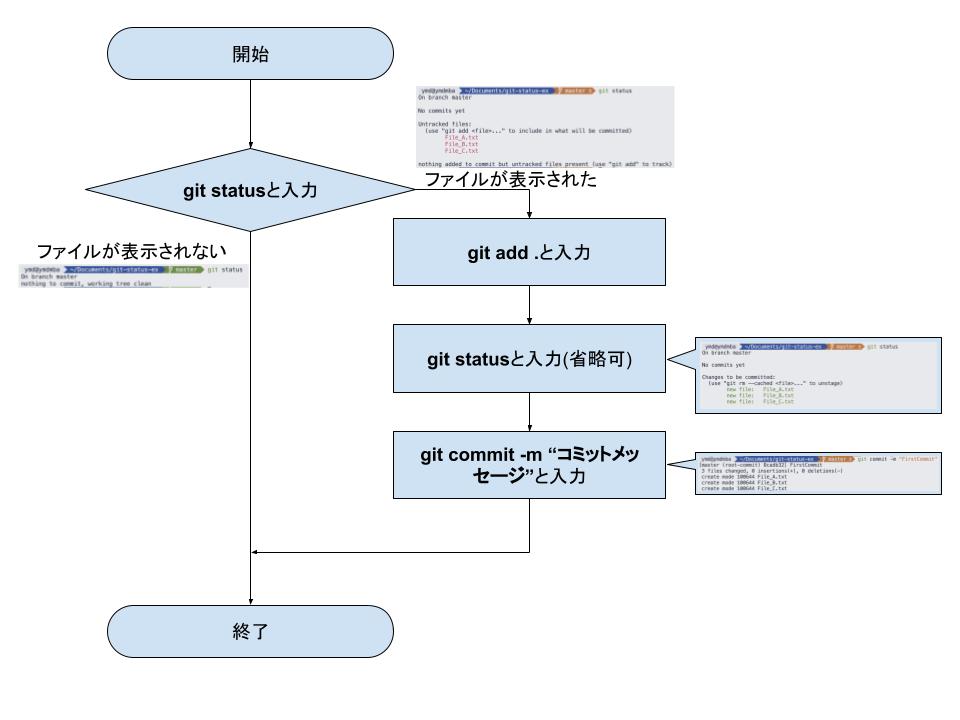 開始
ymd@ymdmba ~/Documents/git-status-ex master ± git status
On branch master
No commits yet
Untracked files:
(use "git add <file>..." to include in what will be committed)
File_A.txt
File_B.txt
File_C.txt
nothing added to commit but untracked files present (use "git add" to track)
ファイルが表示された
git statusと入力
ファイルが表示されない
ymd@ymdmba ~/Documents/git-status-ex master git status
On branch master
nothing to commit, working tree clean
git add .と入力
git statusと入力(省略可)
ymd@ymdmba ~/Documents/git-status-ex master ± git status
On branch master
No commits yet
Changes to be committed:
(use "git rm --cached <file>..." to unstage)
new file: File_A.txt
new file: File_B.txt
new file: File_C.txt
git commit -m “コミットメッ
セージ”と入力
ymd@ymdmba ~/Documents/git-status-ex master ± git commit -m "FirstCommit"
[master (root-commit) 0cadb32] FirstCommit
3 files changed, 0 insertions(+), 0 deletions(-)
create mode 100644 File_A.txt
create mode 100644 File_B.txt
create mode 100644 File_C.txt
終了